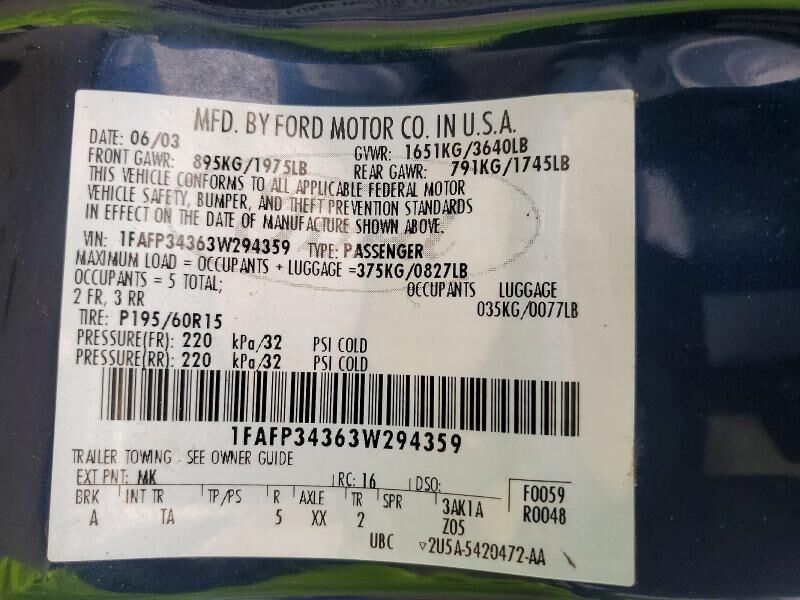 MFD. BY FORD MOTOR CO. IN U.S.A.
DATE: 06/03 GVWR: 1651KG/3640LB
FRONT GAWR: 895KG/1975LB REAR GAWR: 791KG/1745LB
THIS VEHICLE CONFORMS TO ALL APPLICABLE FEDERAL MOTOR
VEHICLE SAFETY, BUMPER, AND THEFT PREVENTION STANDARDS
IN EFFECT ON THE DATE OF MANUFACTURE SHOWN ABOVE.
VIN: 1FAFP34363W294359 TYPE: PASSENGER
MAXIMUM LOAD = OCCUPANTS + LUGGAGE =375KG/0827LB
OCCUPANTS = 5 TOTAL; OCCUPANTS LUGGAGE
2 FR, 3 RR 035KG/0077LB
TIRE: P195/60R15
PRESSURE(FR): 220 kPa/32 PSI COLD
PRESSURE(RR): 220 kPa/32 PSI COLD
1FAFP34363W294359
TRAILER TOWING - SEE OWNER GUIDE
EXT PNT: MK RC: 16 DSO: F0059
BRK INT TR TP/PS R AXLE TR SPR 3AK1A R0048
A TA 5 XX 2 Z05
UBC ▽2U5A-5420472-AA